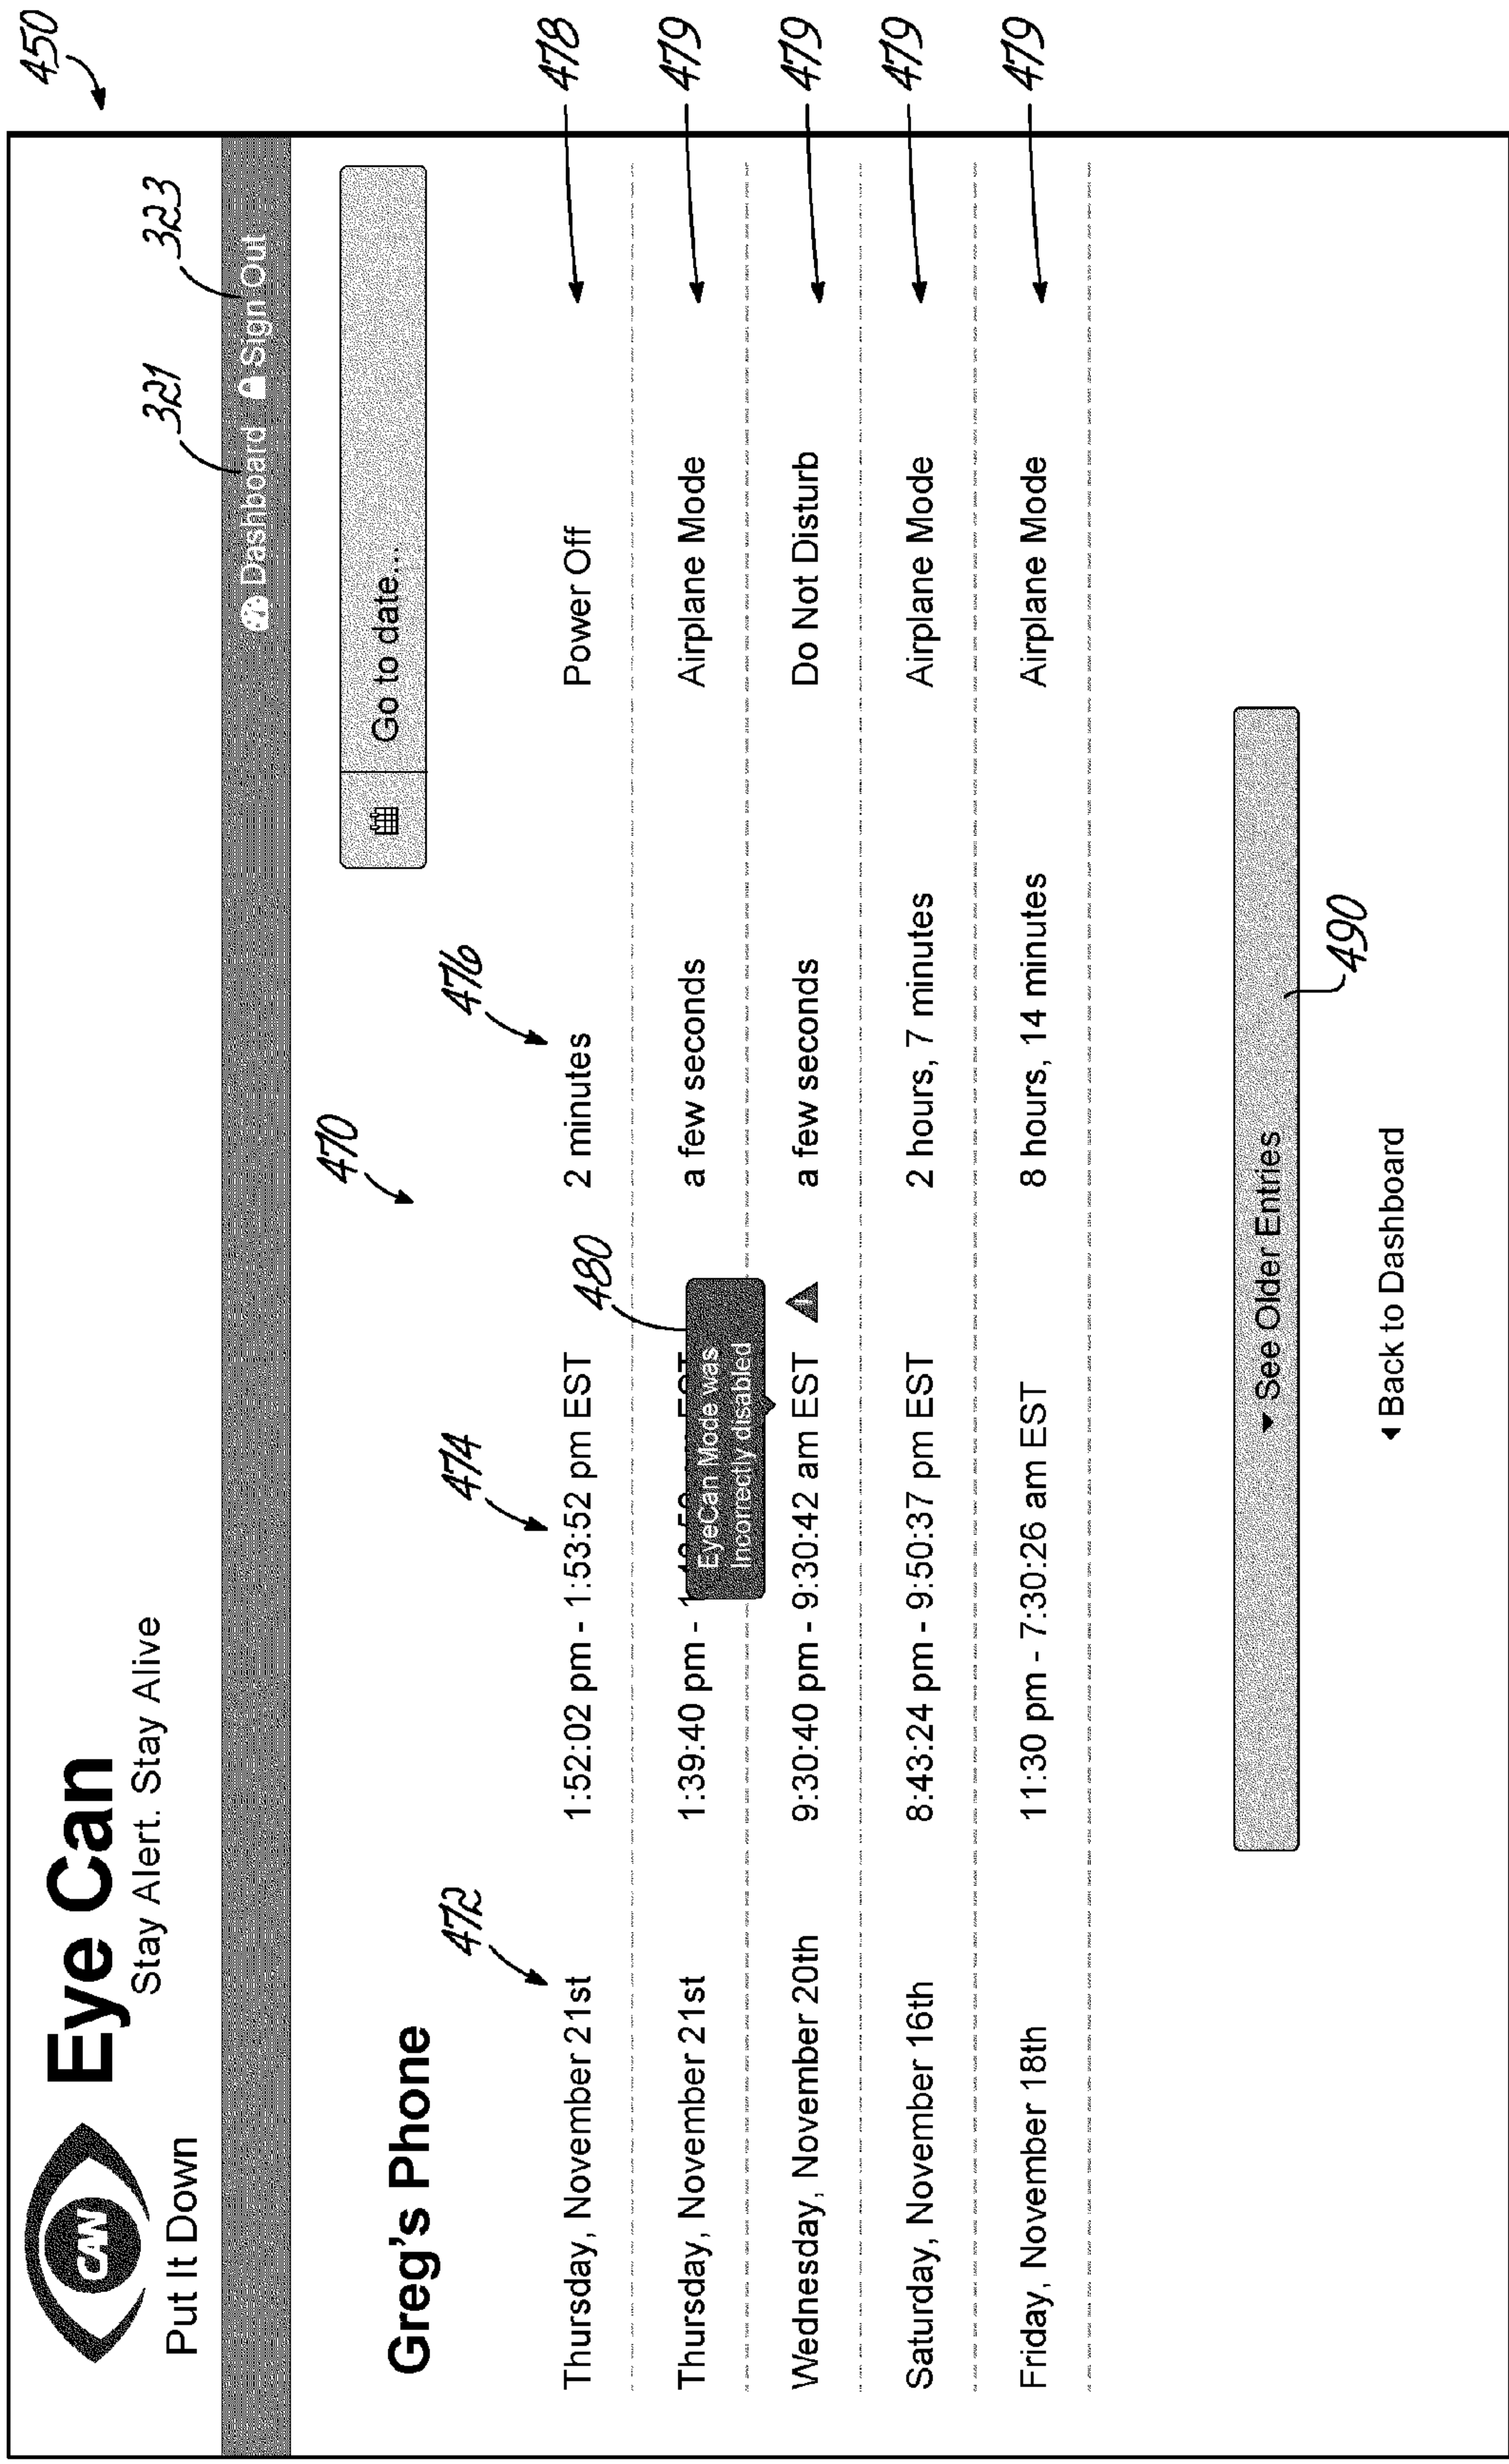 450
CAN
Eye Can
Put It Down
Stay Alert. Stay Alive
321
323
Dashboard Sign Out
Greg's Phone
470
Go to date...
472
474
476
478
Thursday, November 21st 1:52:02 pm - 1:53:52 pm EST 2 minutes Power Off
480
479
Thursday, November 21st 1:39:40 pm - a few seconds Airplane Mode
EyeCan Mode was
Incorrectly disabled
479
Wednesday, November 20th 9:30:40 pm - 9:30:42 am EST a few seconds Do Not Disturb
479
Saturday, November 16th 8:43:24 pm - 9:50:37 pm EST 2 hours, 7 minutes Airplane Mode
479
Friday, November 18th 11:30 pm - 7:30:26 am EST 8 hours, 14 minutes Airplane Mode
See Older Entries
490
Back to Dashboard